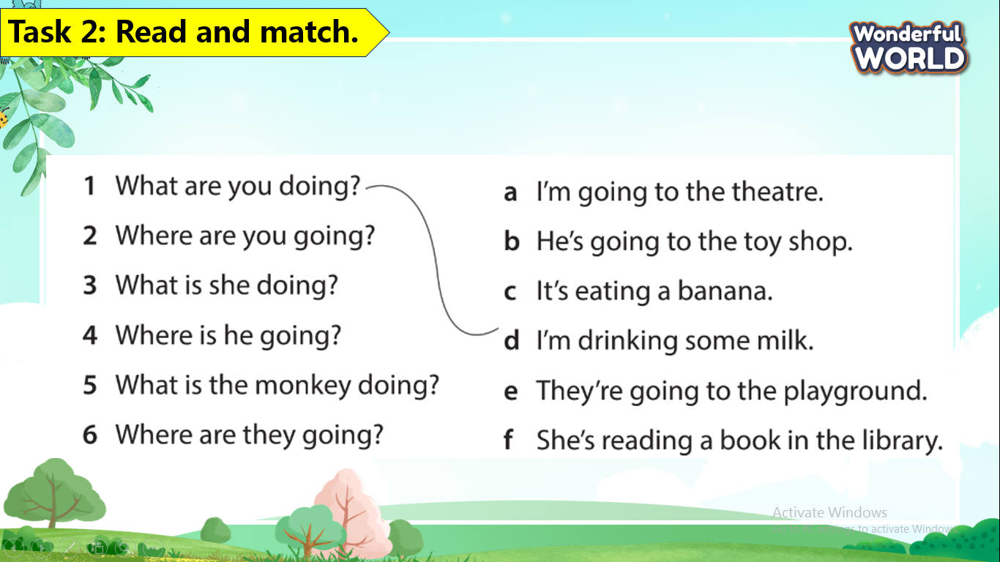 Task 2: Read and match.
Wonderful
WORLD
1 What are you doing?
2 Where are you going?
3 What is she doing?
4 Where is he going?
5 What is the monkey doing?
6 Where are they going?
a I'm going to the theatre.
b He's going to the toy shop.
c It's eating a banana.
d I'm drinking some milk.
e They're going to the playground.
f She's reading a book in the library.
Activate Windows
to activate Windows.